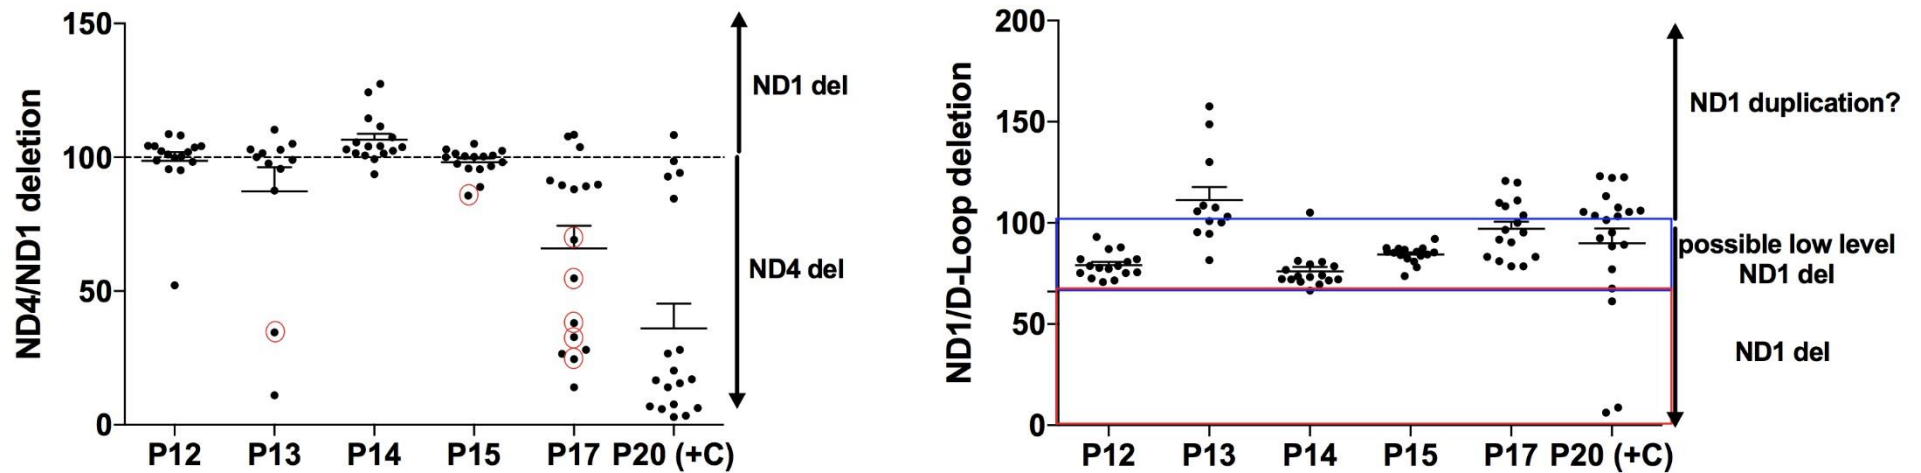 ND4/ND1 deletion
150
100
50
0
P12 P13 P14 P15 P17 P20 (+C)
ND1 del
ND4 del
ND1/D-Loop deletion
200
150
100
50
0
P12 P13 P14 P15 P17 P20 (+C)
ND1 duplication?
possible low level
ND1 del
ND1 del